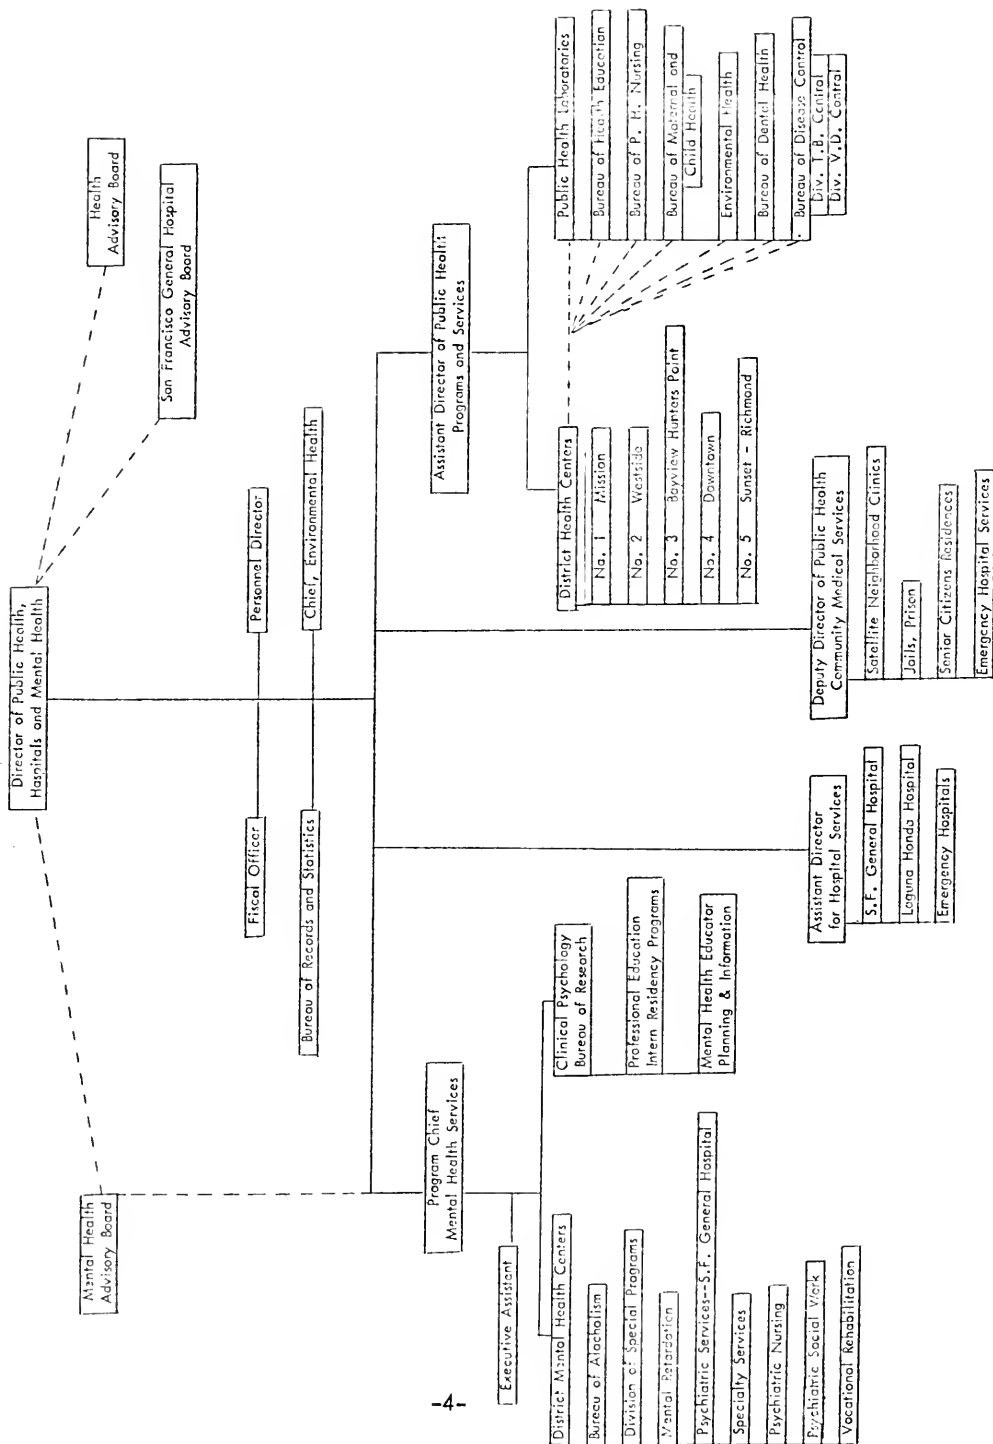 Director of Public Health,
Hospitals and Mental Health
Health
Advisory Board
San Francisco General Hospital
Advisory Board
Mental Health
Advisory Board
Fiscal Officer
Personnel Director
Bureau of Records and Statistics
Chief, Environmental Health
Program Chief
Mental Health Services
Executive Assistant
District Mental Health Centers
Bureau of Alacholism
Division of Special Programs
Mental Retardation
Psychiatric Services--S.F. General Hospital
Specialty Services
Psychiatric Nursing
Psychiatric Social Work
Vocational Rehabilitation
Clinical Psychology
Bureau of Research
Professional Education
Intern Residency Programs
Mental Health Educator
Planning & Information
Assistant Director
for Hospital Services
S.F. General Hospital
Laguna Honda Hospital
Emergency Hospitals
Deputy Director of Public Health
Community Medical Services
Satellite Neighborhood Clinics
Jails, Prison
Senior Citizens Residences
Emergency Hospital Services
Assistant Director of Public Health
Programs and Services
District Health Centers
No. 1 Mission
No. 2 Westside
No. 3 Bayview Hunters Point
No. 4 Downtown
No. 5 Sunset - Richmond
Public Health Laboratories
Bureau of Health Education
Bureau of P. H. Nursing
Bureau of Maternal and
Child Health
Environmental Health
Bureau of Dental Health
Bureau of Disease Control
Div. T.B. Control
Div. V.D. Control
-4-